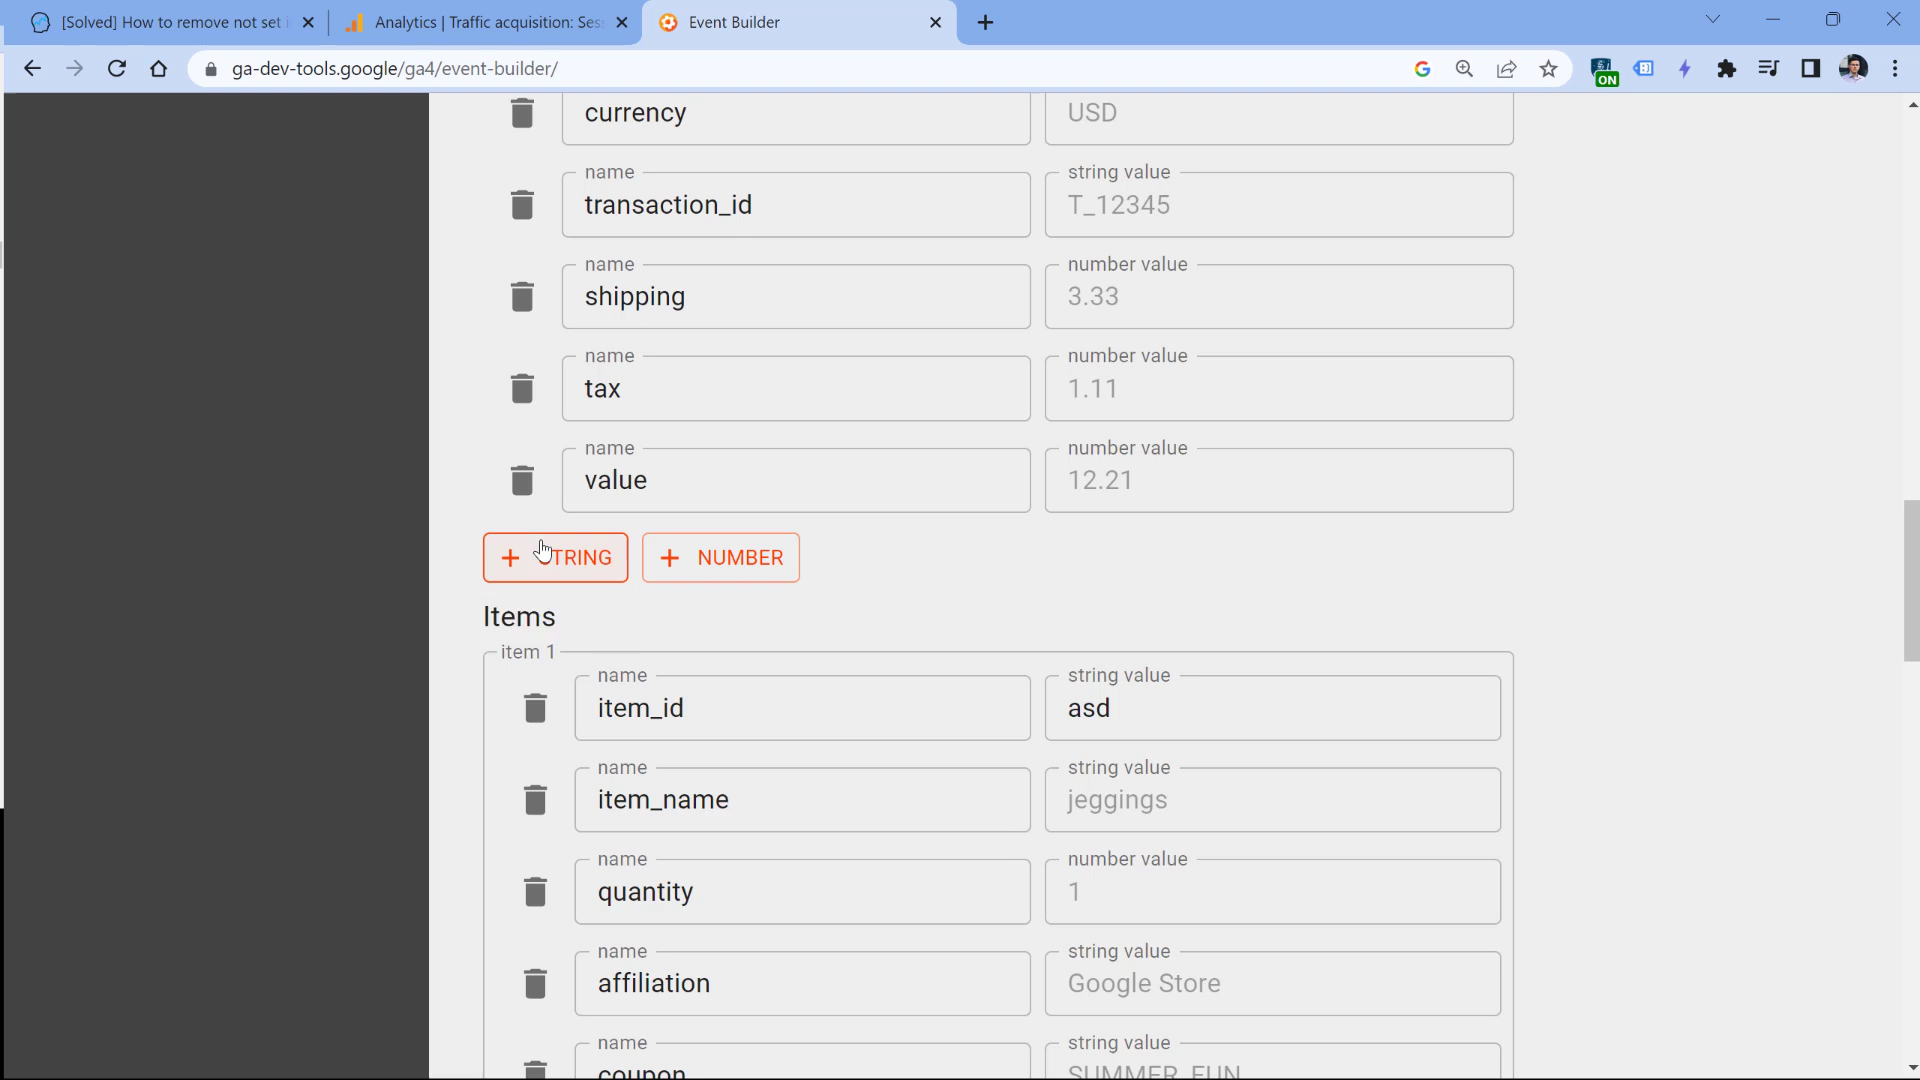 [Solved] How to remove not set i
Analytics | Traffic acquisition: Ses
Event Builder
ga-dev-tools.google/ga4/event-builder/
ON
currency
USD
name
string value
transaction_id
T_12345
name
number value
shipping
3.33
name
number value
tax
1.11
name
number value
value
12.21
+ TRING
+ NUMBER
Items
item 1
name
string value
item_id
asd
name
string value
item_name
jeggings
name
number value
quantity
1
name
string value
affiliation
Google Store
name
string value
coupon
SUMMER_FUN